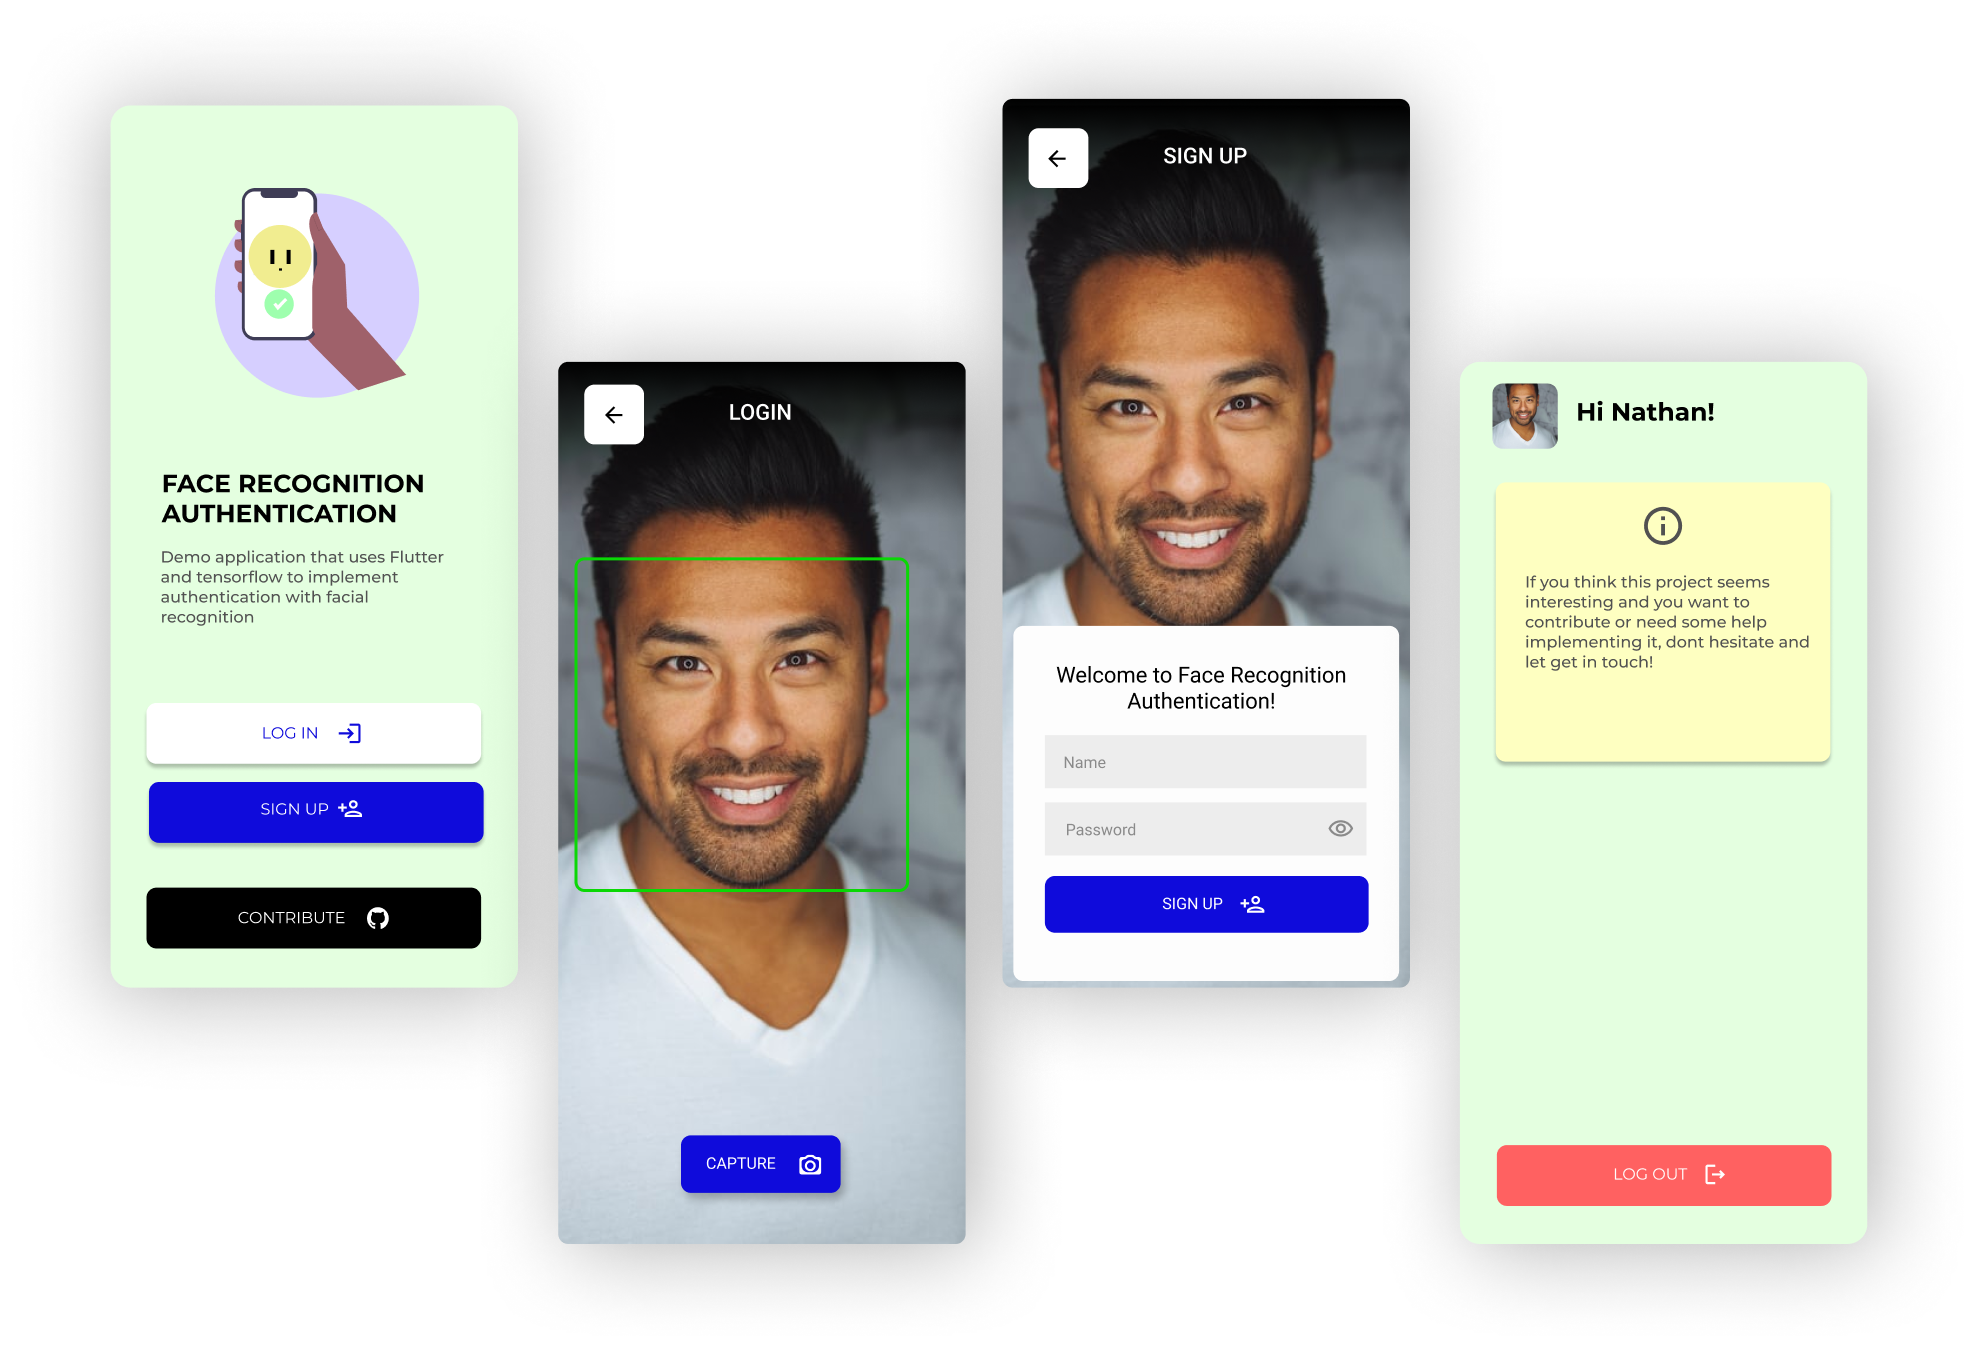 FACE RECOGNITION
AUTHENTICATION
Demo application that uses Flutter
and tensorflow to implement
authentication with facial
recognition
LOG IN
SIGN UP
CONTRIBUTE
LOGIN
CAPTURE
SIGN UP
Welcome to Face Recognition
Authentication!
Name
Password
SIGN UP
Hi Nathan!
If you think this project seems
interesting and you want to
contribute or need some help
implementing it, dont hesitate and
let get in touch!
LOG OUT